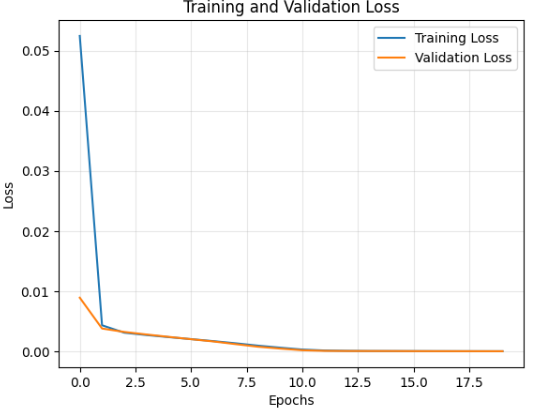 Training and Validation Loss
Training Loss
Validation Loss
0.05
0.04
0.03
0.02
0.01
0.00
Loss
0.0 2.5 5.0 7.5 10.0 12.5 15.0 17.5
Epochs